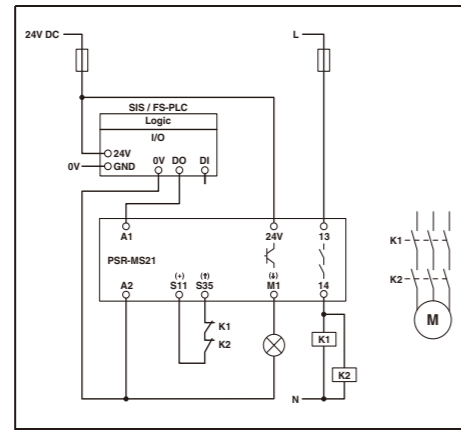 24V DC
L
SIS / FS-PLC
Logic
I/O
24V
0V
GND
0V DO DI
A1 24V 13
PSR-MS21
(+) (↑) (↓)
A2 S11 S35 M1 14
K1
K2
K1
K2
N
K1
K2
M